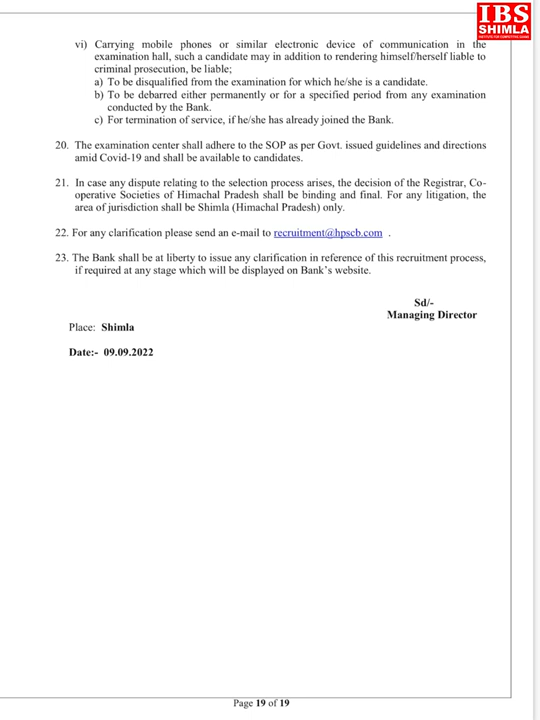 IBS
SHIMLA
INSTITUTE FOR COMPETITIVE EXAMS
vi) Carrying mobile phones or similar electronic device of communication in the
examination hall, such a candidate may in addition to rendering himself/herself liable to
criminal prosecution, be liable;
a) To be disqualified from the examination for which he/she is a candidate.
b) To be debarred either permanently or for a specified period from any examination
conducted by the Bank.
c) For termination of service, if he/she has already joined the Bank.
20. The examination center shall adhere to the SOP as per Govt. issued guidelines and directions
amid Covid-19 and shall be available to candidates.
21. In case any dispute relating to the selection process arises, the decision of the Registrar, Co-
operative Societies of Himachal Pradesh shall be binding and final. For any litigation, the
area of jurisdiction shall be Shimla (Himachal Pradesh) only.
22. For any clarification please send an e-mail to recruitment@hpscb.com .
23. The Bank shall be at liberty to issue any clarification in reference of this recruitment process,
if required at any stage which will be displayed on Bank's website.
Sd/-
Managing Director
Place: Shimla
Date:- 09.09.2022
Page 19 of 19